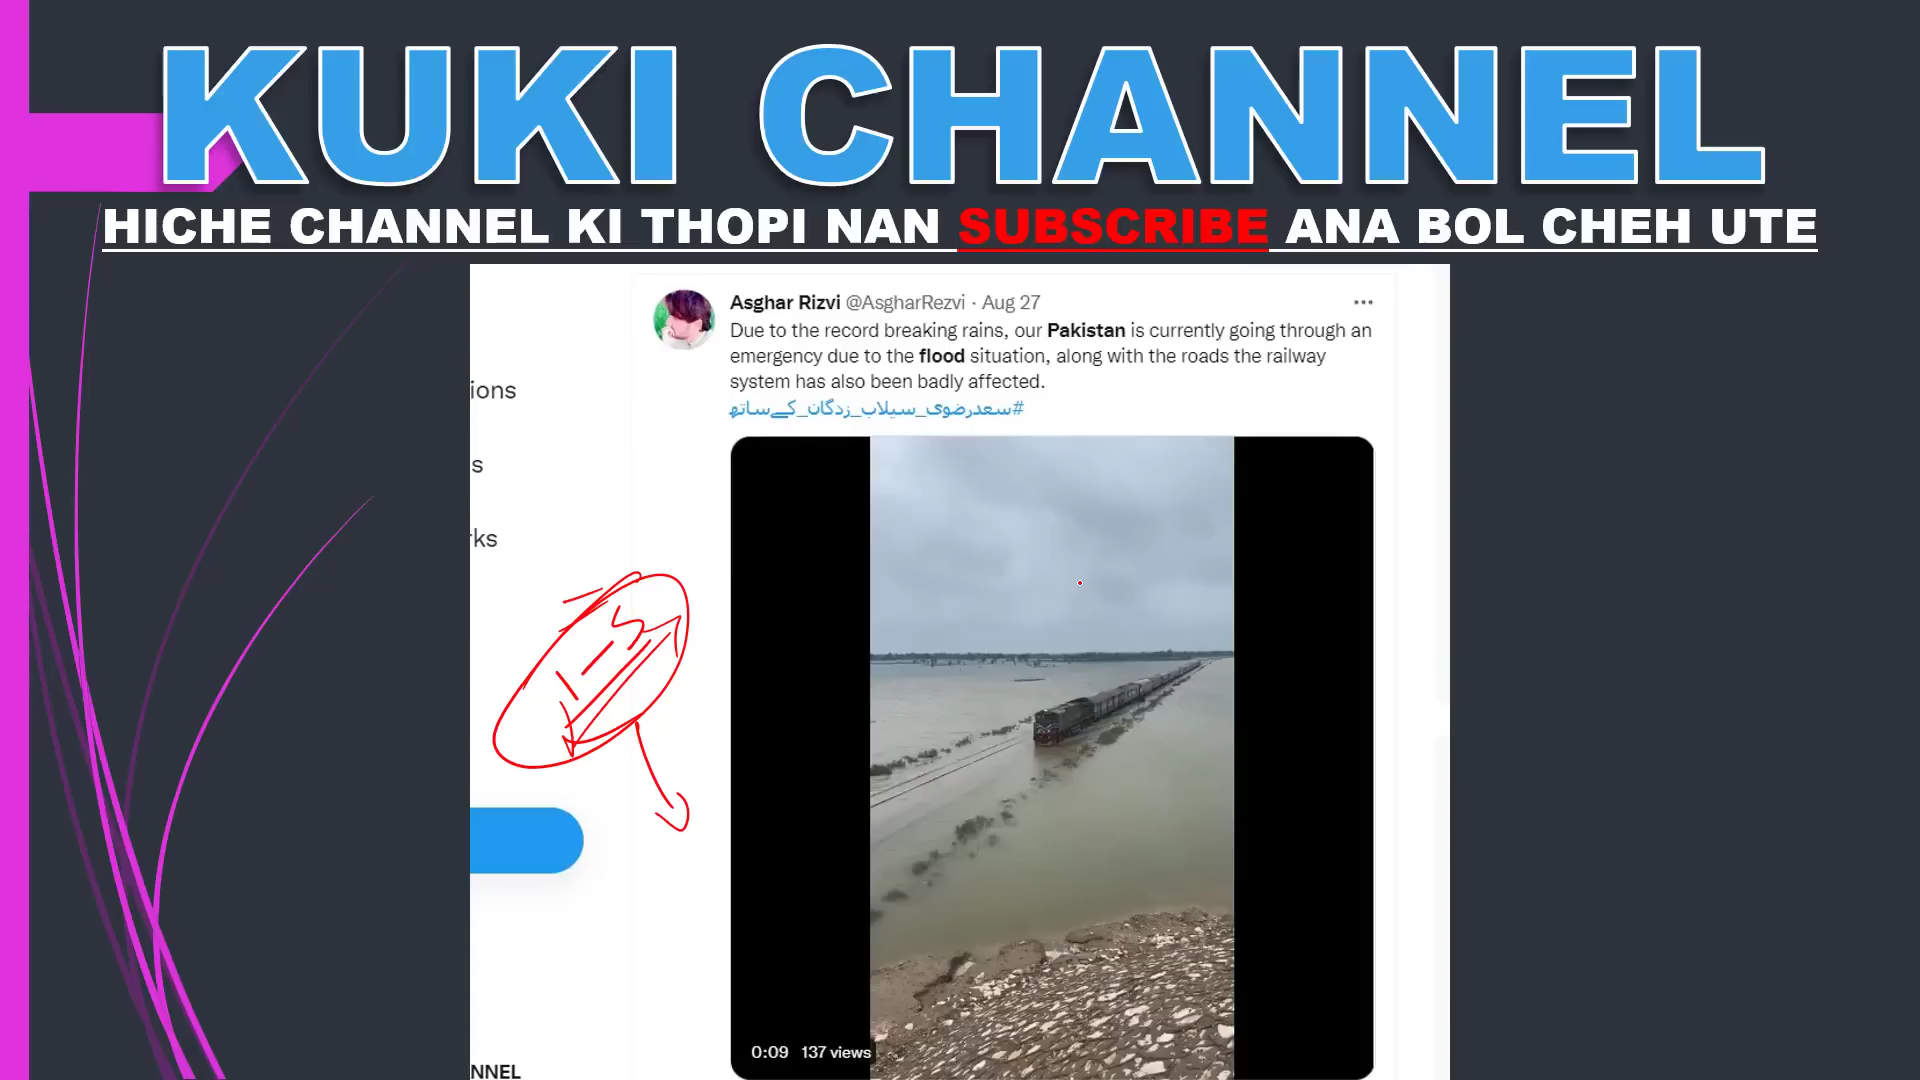 KUKI CHANNEL
HICHE CHANNEL KI THOPI NAN SUBSCRIBE ANA BOL CHEH UTE
Asghar Rizvi @AsgharRezvi · Aug 27
Due to the record breaking rains, our Pakistan is currently going through an
emergency due to the flood situation, along with the roads the railway
system has also been badly affected.
#سعدرضوی_سیلاب_زدگان_کےساتھ
ions
s
rks
0:09 137 views
NNEL